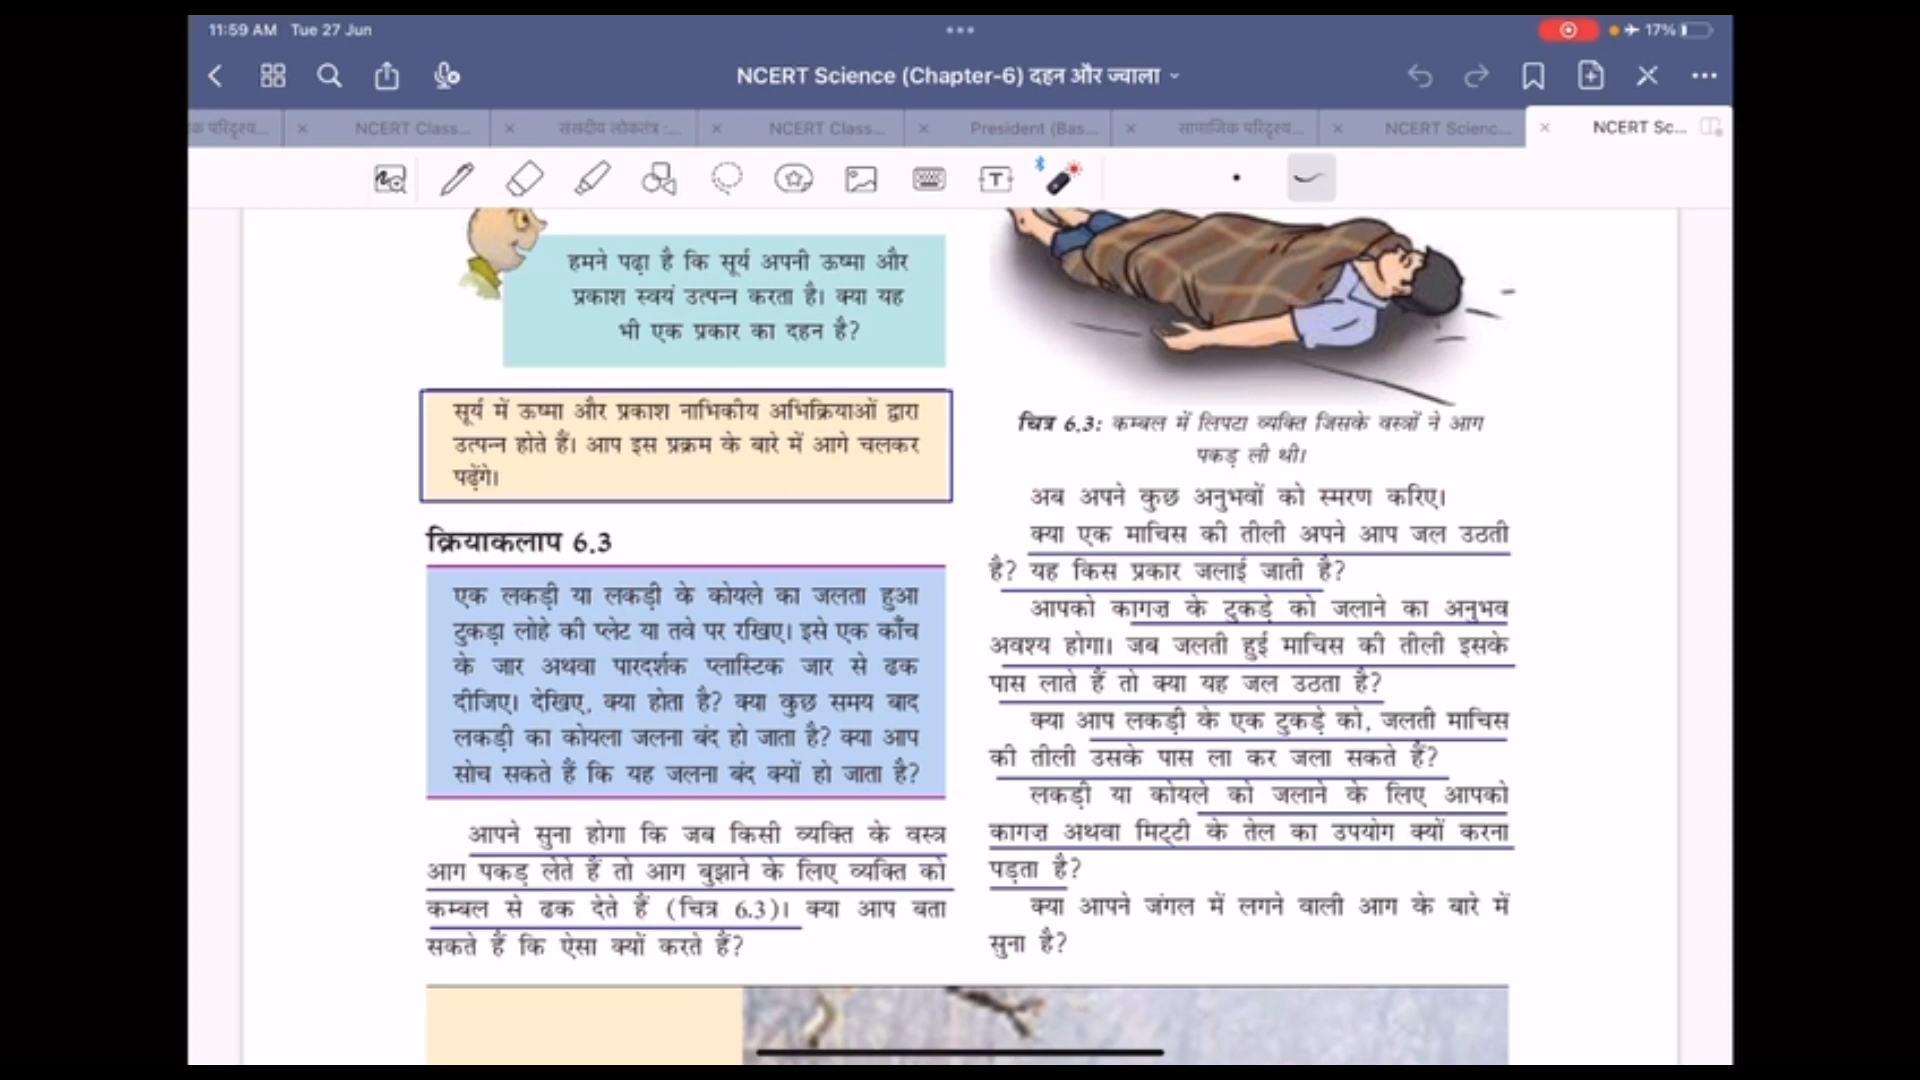 11:59 AM Tue 27 Jun
17%
NCERT Science (Chapter-6) दहन और ज्वाला
क परिदृश्य...
NCERT Class...
संसदीय लोकतंत्र :...
NCERT Class...
President (Bas...
सामाजिक परिदृश्य...
NCERT Scienc...
NCERT Sc...
हमने पढ़ा है कि सूर्य अपनी ऊष्मा और
प्रकाश स्वयं उत्पन्न करता है। क्या यह
भी एक प्रकार का दहन है?
सूर्य में ऊष्मा और प्रकाश नाभिकीय अभिक्रियाओं द्वारा
उत्पन्न होते हैं। आप इस प्रक्रम के बारे में आगे चलकर
पढ़ेंगे।
क्रियाकलाप 6.3
एक लकड़ी या लकड़ी के कोयले का जलता हुआ
टुकड़ा लोहे की प्लेट या तवे पर रखिए। इसे एक काँच
के जार अथवा पारदर्शक प्लास्टिक जार से ढक
दीजिए। देखिए, क्या होता है? क्या कुछ समय बाद
लकड़ी का कोयला जलना बंद हो जाता है? क्या आप
सोच सकते हैं कि यह जलना बंद क्यों हो जाता है?
आपने सुना होगा कि जब किसी व्यक्ति के वस्त्र
आग पकड़ लेते हैं तो आग बुझाने के लिए व्यक्ति को
कम्बल से ढक देते हैं (चित्र 6.3)। क्या आप बता
सकते हैं कि ऐसा क्यों करते हैं?
चित्र 6.3: कम्बल में लिपटा व्यक्ति जिसके वस्त्रों ने आग
पकड़ ली थी।
अब अपने कुछ अनुभवों को स्मरण करिए।
क्या एक माचिस की तीली अपने आप जल उठती
है? यह किस प्रकार जलाई जाती है?
आपको कागज़ के टुकड़े को जलाने का अनुभव
अवश्य होगा। जब जलती हुई माचिस की तीली इसके
पास लाते हैं तो क्या यह जल उठता है?
क्या आप लकड़ी के एक टुकड़े को, जलती माचिस
की तीली उसके पास ला कर जला सकते हैं?
लकड़ी या कोयले को जलाने के लिए आपको
कागज़ अथवा मिट्टी के तेल का उपयोग क्यों करना
पड़ता है?
क्या आपने जंगल में लगने वाली आग के बारे में
सुना है?